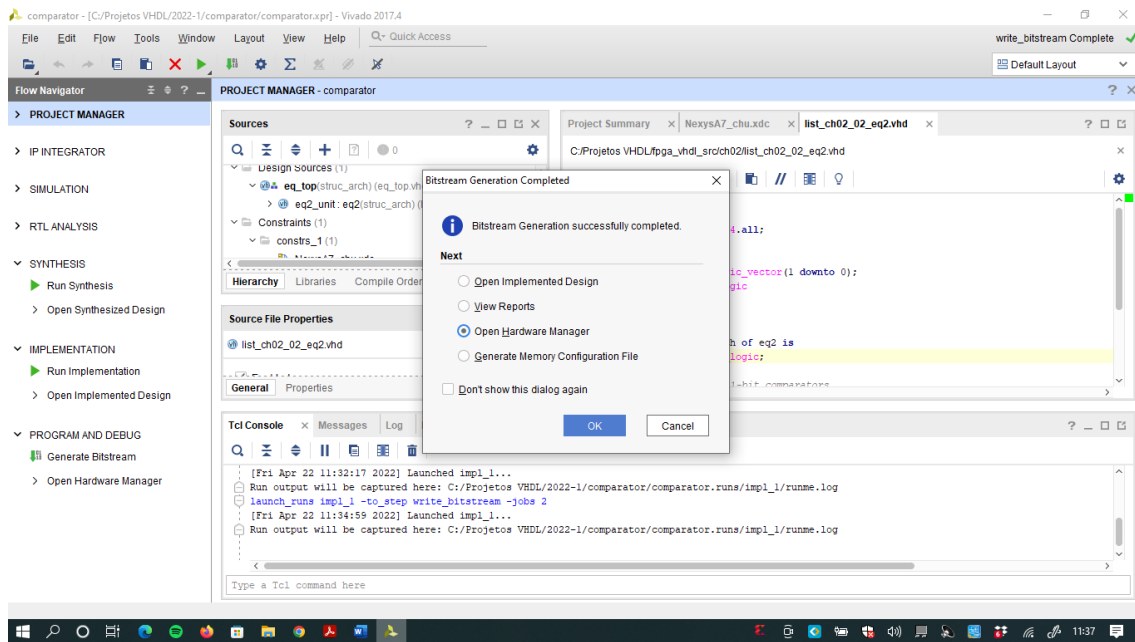 comparator - [C:/Projetos VHDL/2022-1/comparator/comparator.xpr] - Vivado 2017.4
File Edit Flow Tools Window Layout View Help Quick Access write_bitstream Complete
Default Layout
Flow Navigator PROJECT MANAGER - comparator
PROJECT MANAGER
IP INTEGRATOR
SIMULATION
RTL ANALYSIS
SYNTHESIS
Run Synthesis
Open Synthesized Design
IMPLEMENTATION
Run Implementation
Open Implemented Design
PROGRAM AND DEBUG
Generate Bitstream
Open Hardware Manager
Sources
0
Design Sources (1)
eq_top(struc_arch) (eq_top.vh
eq2_unit : eq2(struc_arch) (
Constraints (1)
constrs_1 (1)
Hierarchy Libraries Compile Order
Source File Properties
list_ch02_02_eq2.vhd
General Properties
Project Summary NexysA7_chu.xdc list_ch02_02_eq2.vhd
C:/Projetos VHDL/fpga_vhdl_src/ch02/list_ch02_02_eq2.vhd
4.all;
ic_vector(1 downto 0);
gic
h of eq2 is
logic;
1-bit comparators
Bitstream Generation Completed
Bitstream Generation successfully completed.
Next
Open Implemented Design
View Reports
Open Hardware Manager
Generate Memory Configuration File
Don't show this dialog again
OK Cancel
Tcl Console Messages Log
[Fri Apr 22 11:32:17 2022] Launched impl_1...
Run output will be captured here: C:/Projetos VHDL/2022-1/comparator/comparator.runs/impl_1/runme.log
launch_runs impl_1 -to_step write_bitstream -jobs 2
[Fri Apr 22 11:34:59 2022] Launched impl_1...
Run output will be captured here: C:/Projetos VHDL/2022-1/comparator/comparator.runs/impl_1/runme.log
Type a Tcl command here
11:37